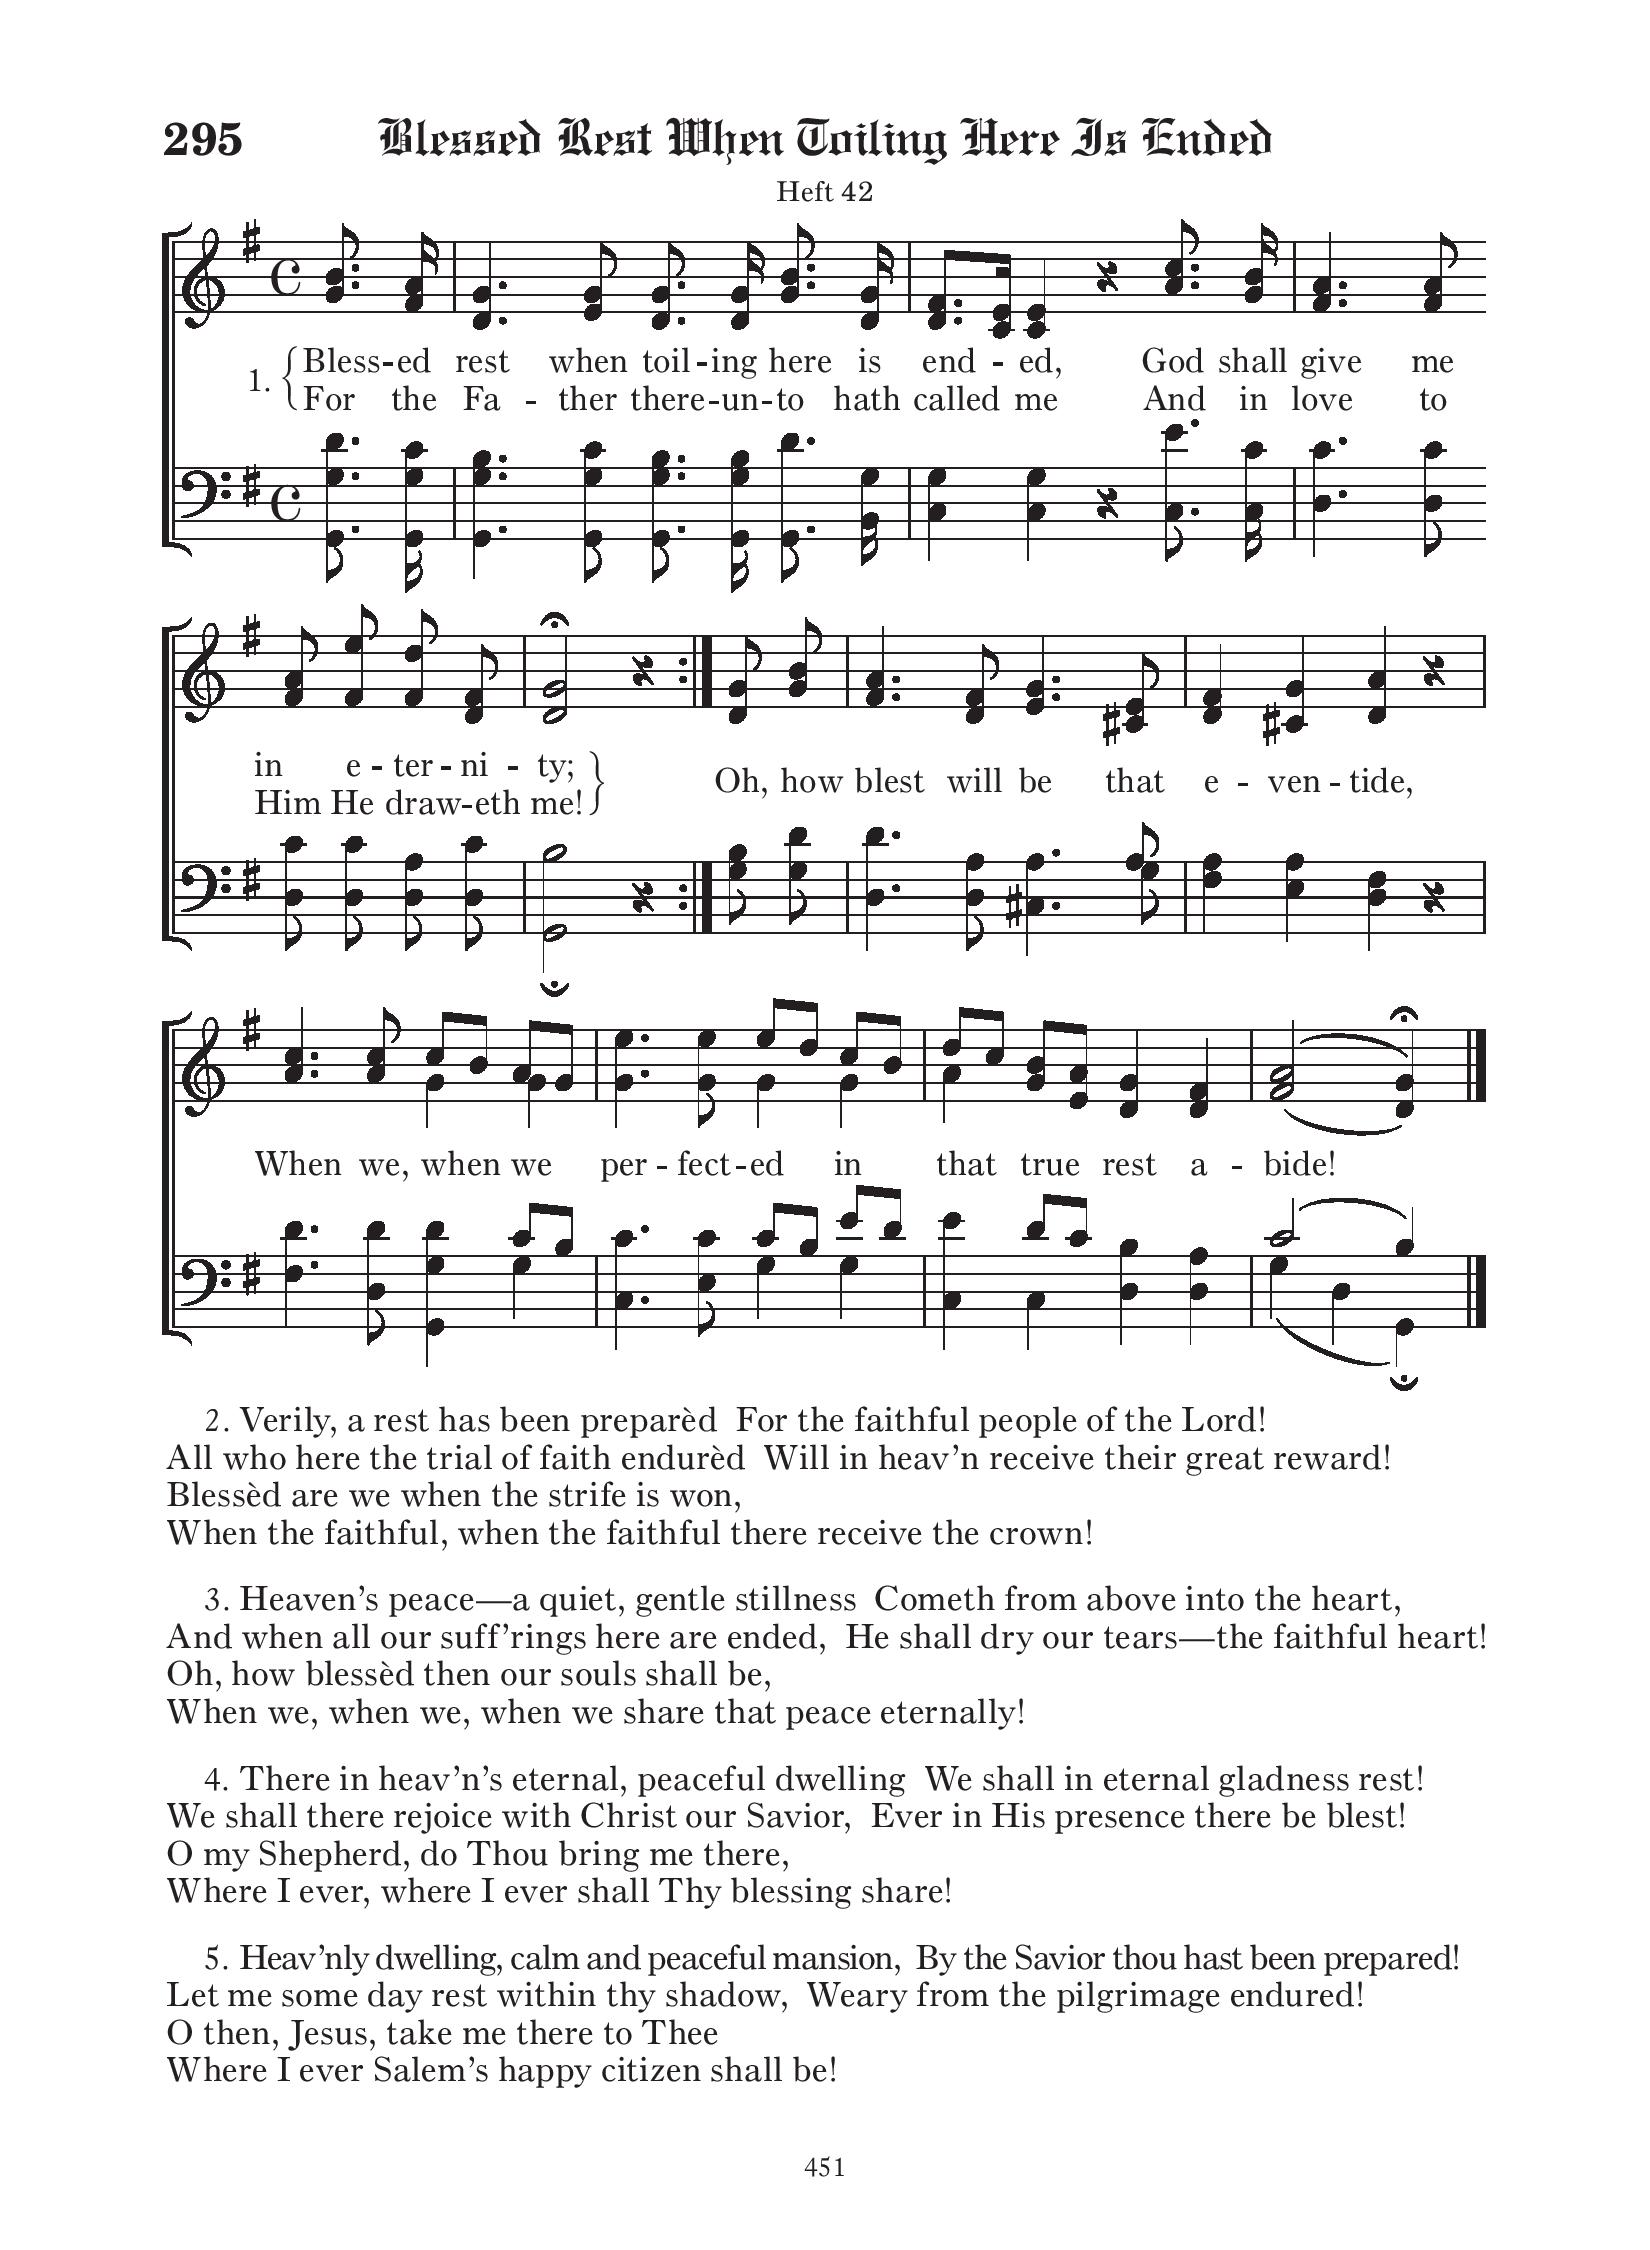 295 Blessed Rest When Toiling Here Is Ended
Heft 42
1. { Bless-ed rest when toil-ing here is end - ed, God shall give me
For the Fa - ther there-un-to hath called me And in love to
in e - ter - ni - ty; }
Him He draw-eth me!
Oh, how blest will be that e - ven - tide,
When we, when we per - fect-ed in that true rest a - bide!
2. Verily, a rest has been preparèd For the faithful people of the Lord!
All who here the trial of faith endurèd Will in heav’n receive their great reward!
Blessèd are we when the strife is won,
When the faithful, when the faithful there receive the crown!
3. Heaven’s peace—a quiet, gentle stillness Cometh from above into the heart,
And when all our suff’rings here are ended, He shall dry our tears—the faithful heart!
Oh, how blessèd then our souls shall be,
When we, when we, when we share that peace eternally!
4. There in heav’n’s eternal, peaceful dwelling We shall in eternal gladness rest!
We shall there rejoice with Christ our Savior, Ever in His presence there be blest!
O my Shepherd, do Thou bring me there,
Where I ever, where I ever shall Thy blessing share!
5. Heav’nly dwelling, calm and peaceful mansion, By the Savior thou hast been prepared!
Let me some day rest within thy shadow, Weary from the pilgrimage endured!
O then, Jesus, take me there to Thee
Where I ever Salem’s happy citizen shall be!
451